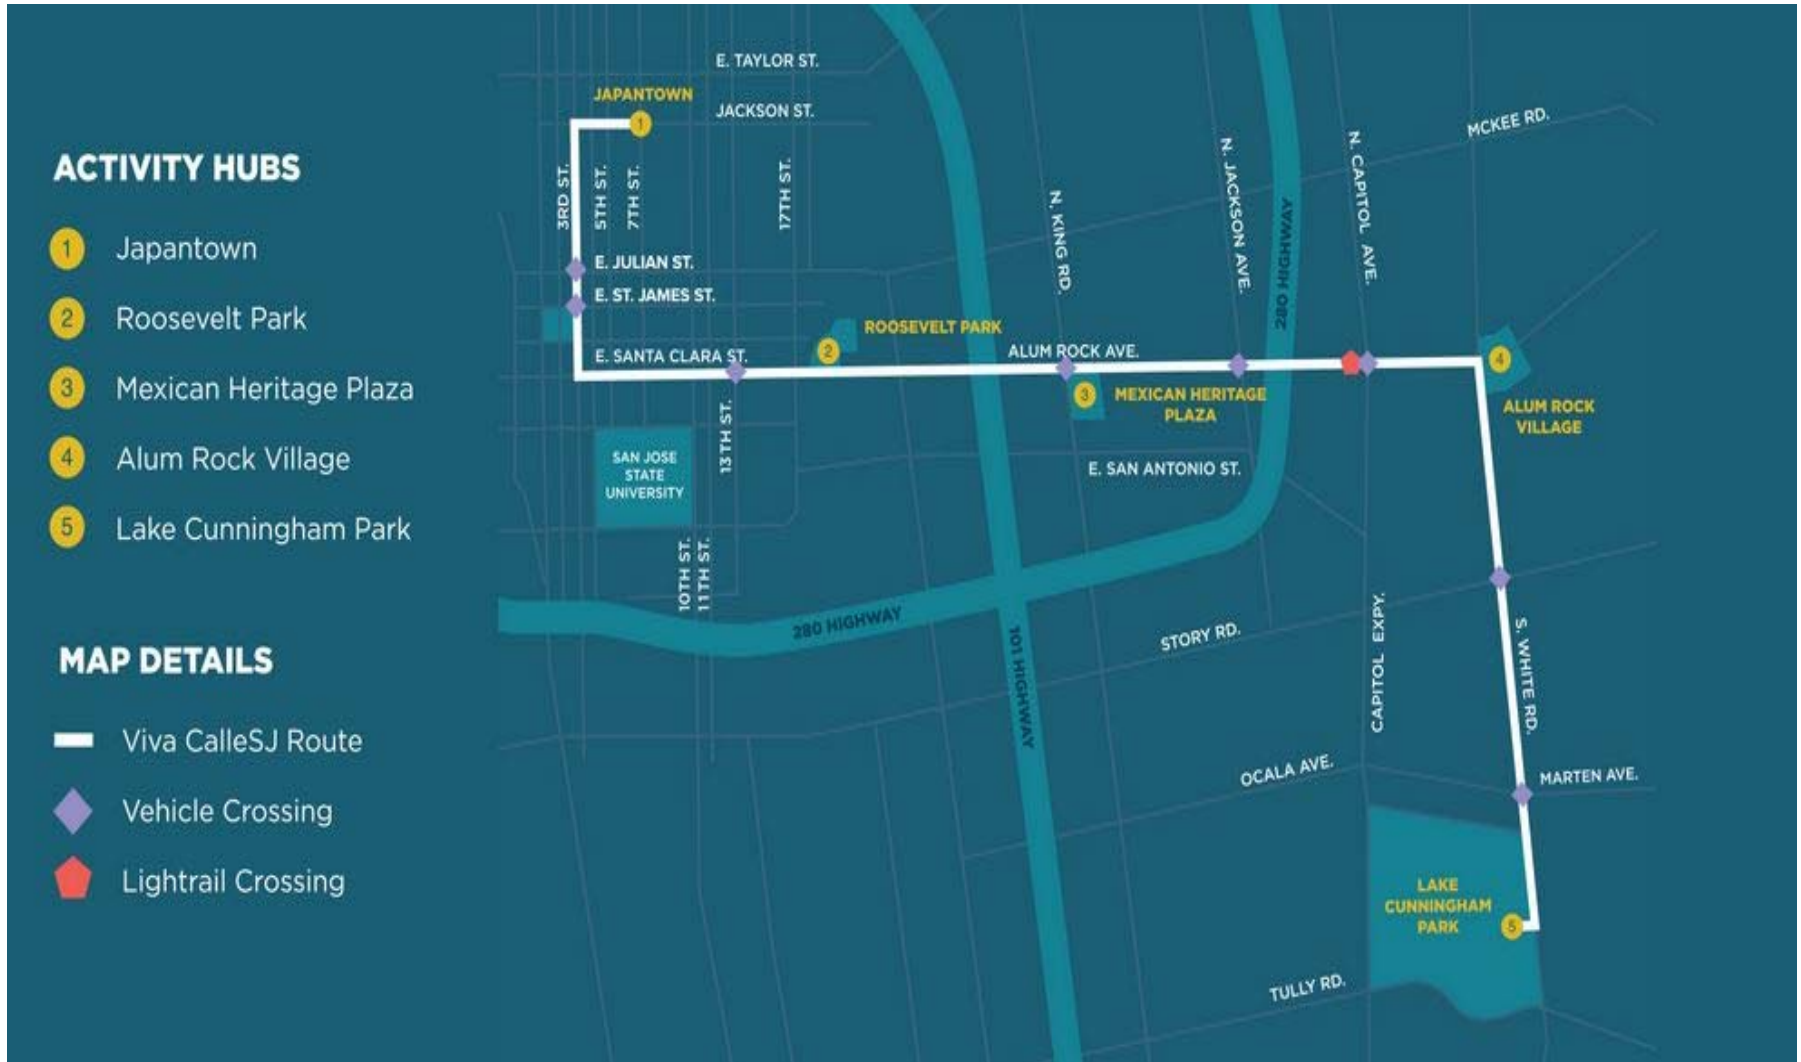 ACTIVITY HUBS
1 Japantown
2 Roosevelt Park
3 Mexican Heritage Plaza
4 Alum Rock Village
5 Lake Cunningham Park
MAP DETAILS
Viva CalleSJ Route
Vehicle Crossing
Lightrail Crossing
E. TAYLOR ST.
JAPANTOWN
1
JACKSON ST.
MCKEE RD.
3RD ST.
5TH ST.
7TH ST.
17TH ST.
N. KING RD.
N. JACKSON AVE.
280 HIGHWAY
N. CAPITOL AVE.
E. JULIAN ST.
E. ST. JAMES ST.
ROOSEVELT PARK
2
E. SANTA CLARA ST.
ALUM ROCK AVE.
3
MEXICAN HERITAGE
PLAZA
4
ALUM ROCK
VILLAGE
13TH ST.
SAN JOSE
STATE
UNIVERSITY
E. SAN ANTONIO ST.
10TH ST.
11TH ST.
280 HIGHWAY
101 HIGHWAY
STORY RD.
CAPITOL EXPY.
S. WHITE RD.
OCALA AVE.
MARTEN AVE.
LAKE
CUNNINGHAM
PARK
5
TULLY RD.